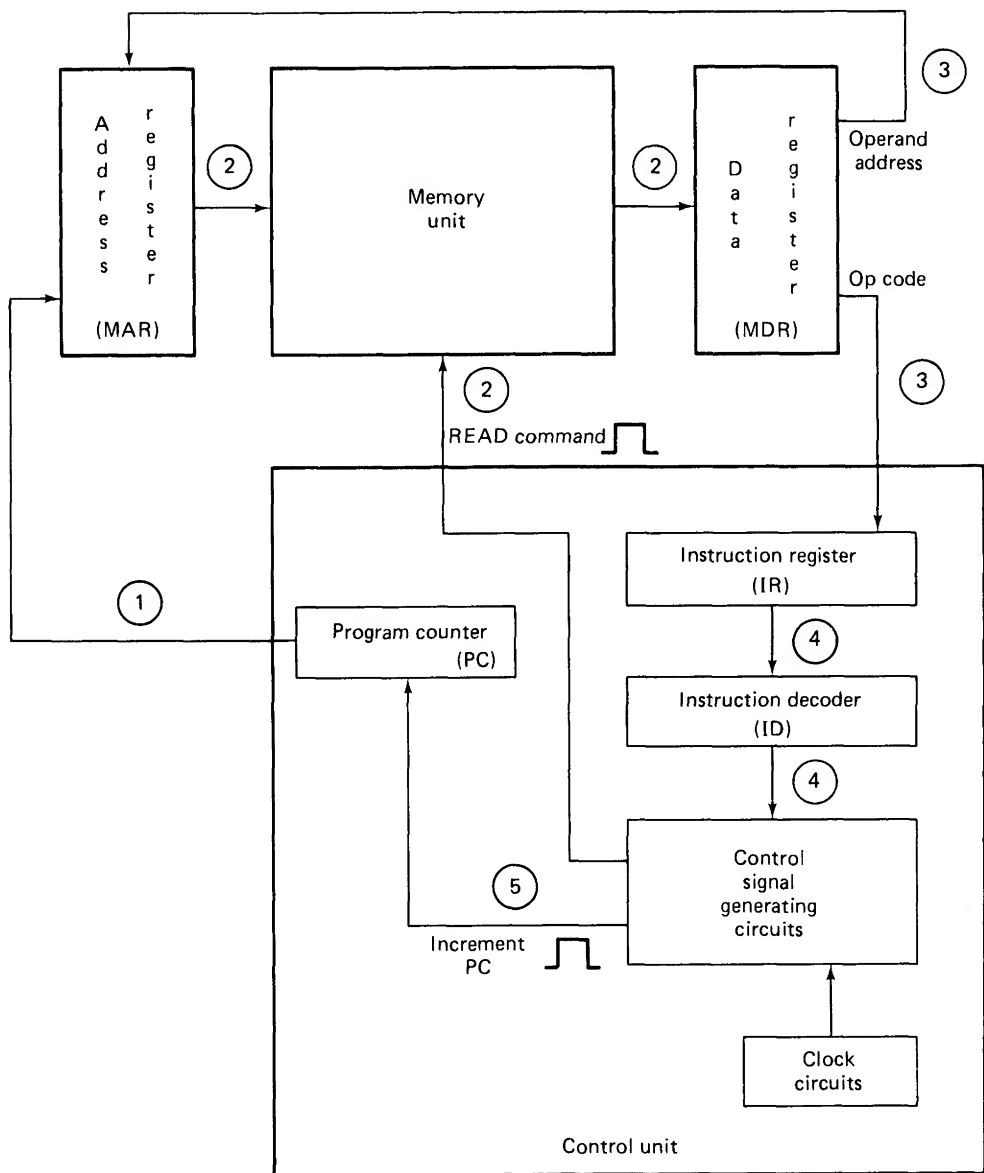 3
Address
register
(MAR)
2
Memory
unit
2
Data
register
(MDR)
Operand
address
Op code
3
2
READ command
1
Program counter
(PC)
Instruction register
(IR)
4
Instruction decoder
(ID)
4
Control
signal
generating
circuits
5
Increment
PC
Clock
circuits
Control unit